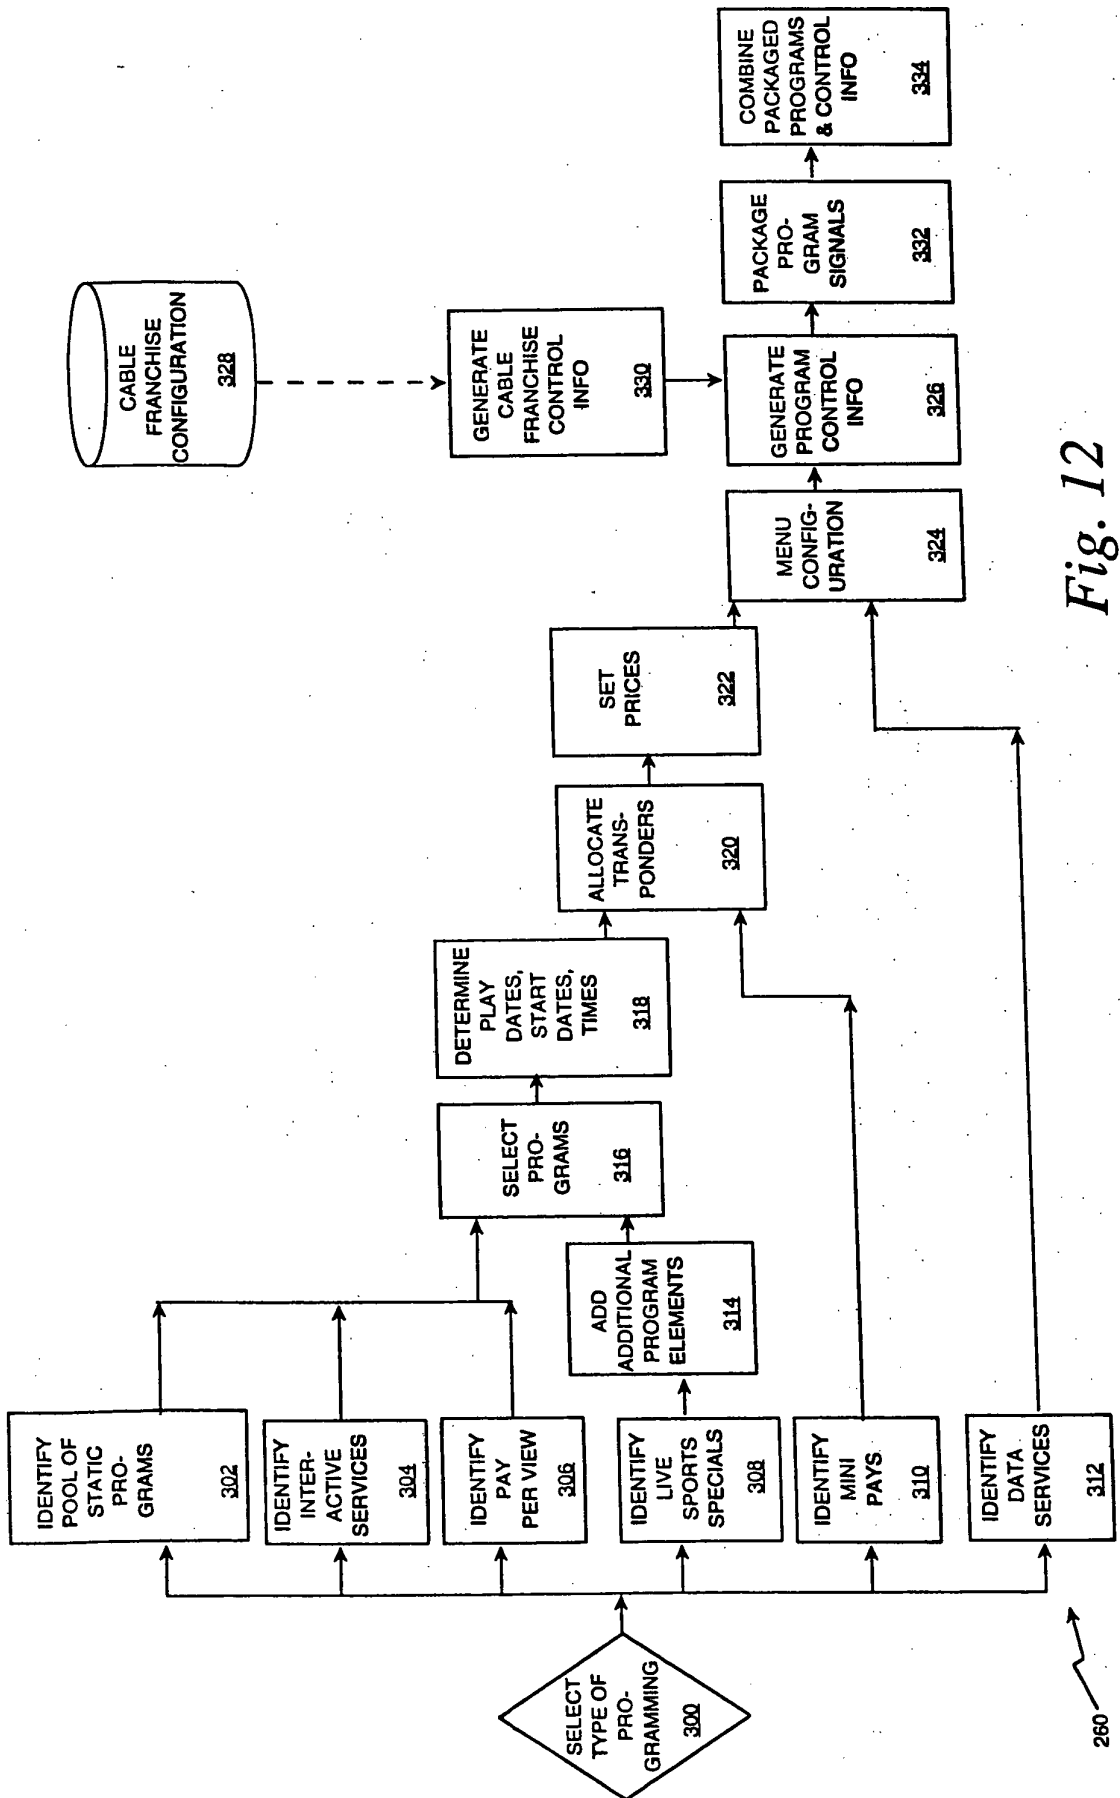 SELECT
TYPE OF
PRO-
GRAMMING
300
IDENTIFY
POOL OF
STATIC
PRO-
GRAMS
302
IDENTIFY
INTER-
ACTIVE
SERVICES
304
IDENTIFY
PAY
PER VIEW
306
IDENTIFY
LIVE
SPORTS
SPECIALS
308
IDENTIFY
MINI
PAYS
310
IDENTIFY
DATA
SERVICES
312
ADD
ADDITIONAL
PROGRAM
ELEMENTS
314
SELECT
PRO-
GRAMS
316
DETERMINE
PLAY
DATES,
START
DATES,
TIMES
318
ALLOCATE
TRANS-
PONDERS
320
SET
PRICES
322
MENU
CONFIG-
URATION
324
CABLE
FRANCHISE
CONFIGURATION
328
GENERATE
CABLE
FRANCHISE
CONTROL
INFO
330
GENERATE
PROGRAM
CONTROL
INFO
326
PACKAGE
PRO-
GRAM
SIGNALS
332
COMBINE
PACKAGED
PROGRAMS
& CONTROL
INFO
334
260
Fig. 12